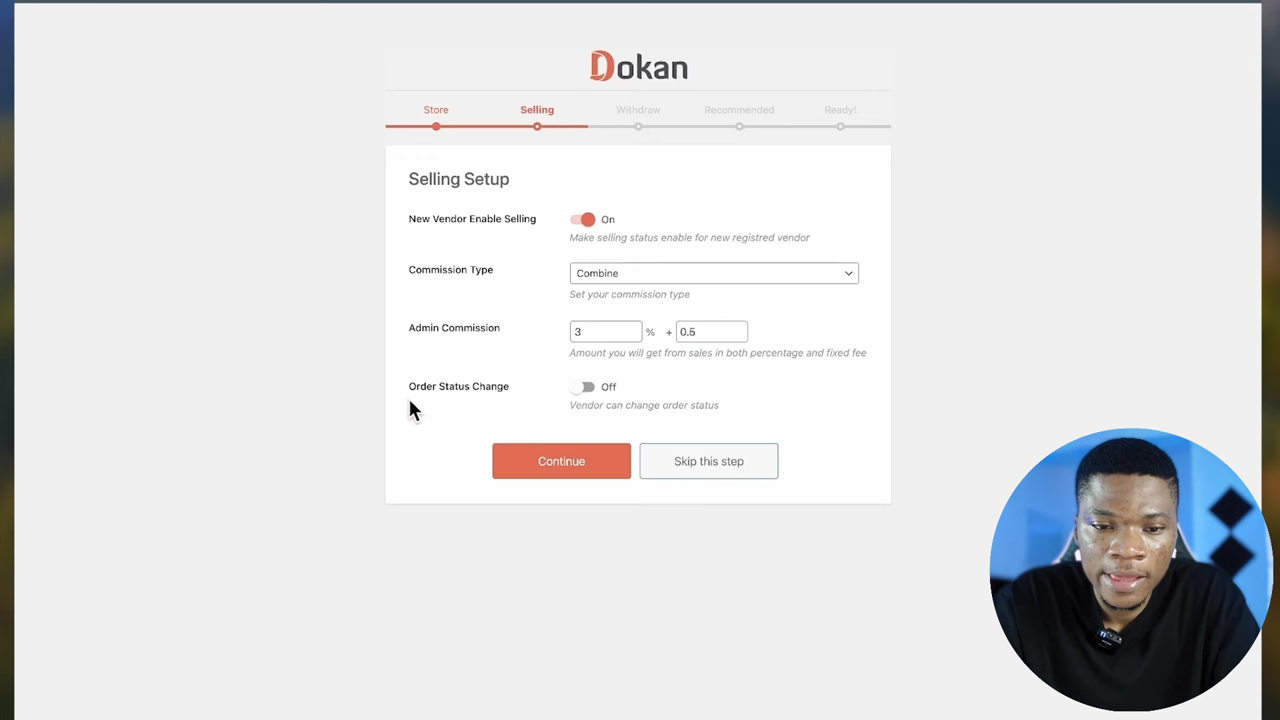 Dokan
Store Selling Withdraw Recommended Ready!
Selling Setup
New Vendor Enable Selling On
Make selling status enable for new registred vendor
Commission Type Combine
Set your commission type
Admin Commission 3 % + 0.5
Amount you will get from sales in both percentage and fixed fee
Order Status Change Off
Vendor can change order status
Continue Skip this step